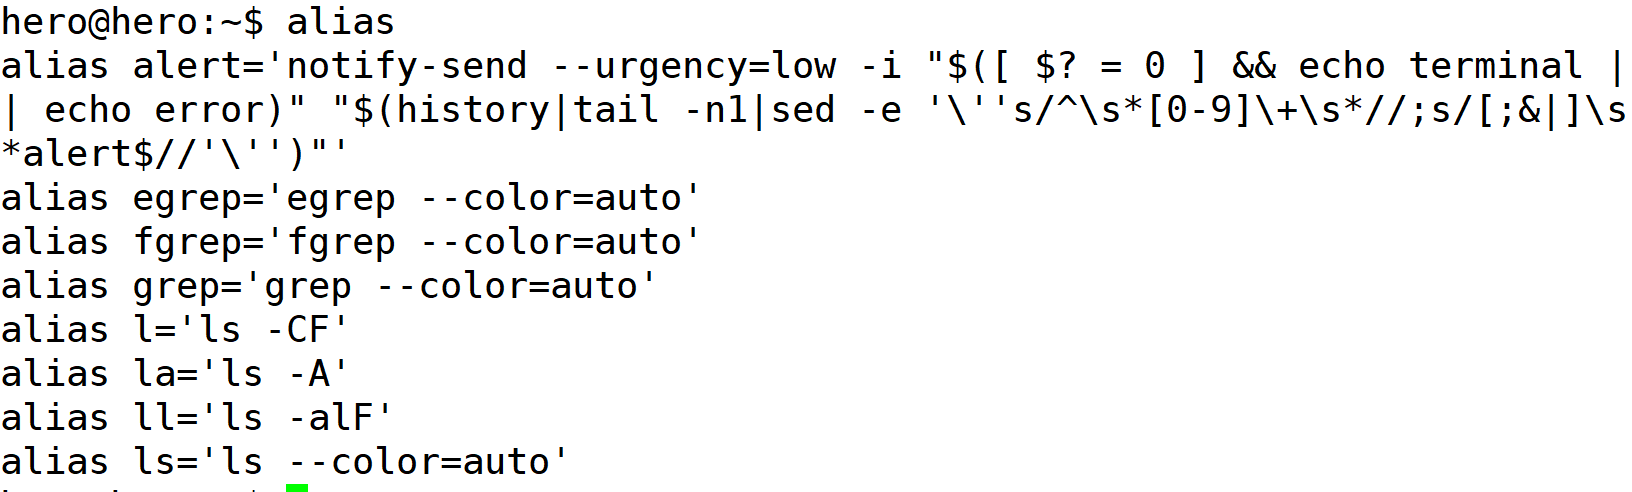 hero@hero:~$ alias
alias alert='notify-send --urgency=low -i "$([ $? = 0 ] && echo terminal |
| echo error)" "$(history|tail -n1|sed -e '\''s/^\s*[0-9]\+\s*//;s/[;&|]\s
*alert$//'\'')"'
alias egrep='egrep --color=auto'
alias fgrep='fgrep --color=auto'
alias grep='grep --color=auto'
alias l='ls -CF'
alias la='ls -A'
alias ll='ls -alF'
alias ls='ls --color=auto'